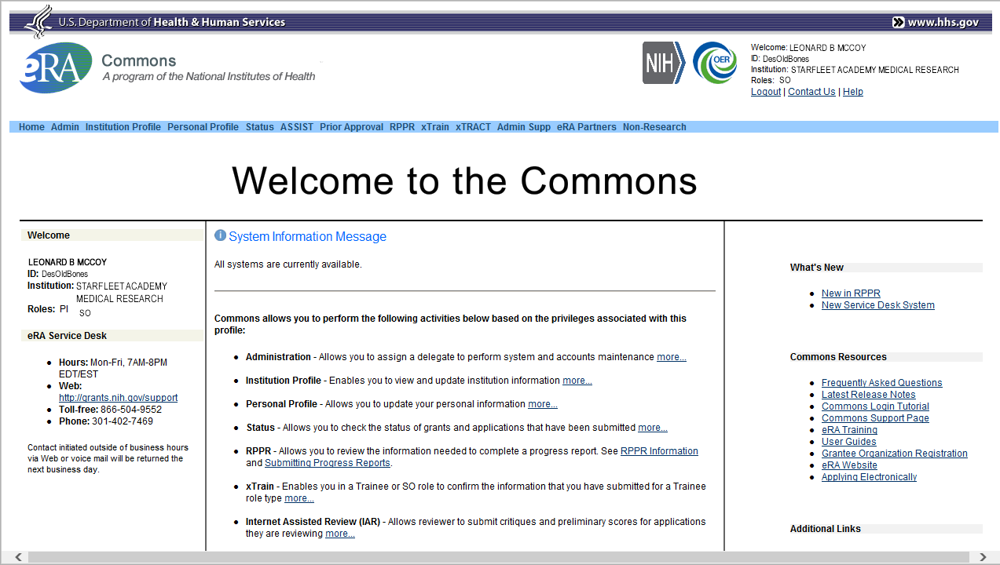 U.S. Department of Health & Human Services
www.hhs.gov
eRA
Commons
A program of the National Institutes of Health
NIH
OER
Welcome: LEONARD B MCCOY
ID: DesOldBones
Institution: STARFLEET ACADEMY MEDICAL RESEARCH
Roles: SO
Logout | Contact Us | Help
Home Admin Institution Profile Personal Profile Status ASSIST Prior Approval RPPR xTrain xTRACT Admin Supp eRA Partners Non-Research
Welcome to the Commons
Welcome
LEONARD B MCCOY
ID: DesOldBones
Institution: STARFLEET ACADEMY
MEDICAL RESEARCH
Roles: PI
SO
eRA Service Desk
Hours: Mon-Fri, 7AM-8PM
EDT/EST
Web:
http://grants.nih.gov/support
Toll-free: 866-504-9552
Phone: 301-402-7469
Contact initiated outside of business hours
via Web or voice mail will be returned the
next business day.
System Information Message
All systems are currently available.
Commons allows you to perform the following activities below based on the privileges associated with this
profile:
Administration - Allows you to assign a delegate to perform system and accounts maintenance more...
Institution Profile - Enables you to view and update institution information more...
Personal Profile - Allows you to update your personal information more...
Status - Allows you to check the status of grants and applications that have been submitted more...
RPPR - Allows you to review the information needed to complete a progress report. See RPPR Information
and Submitting Progress Reports.
xTrain - Enables you in a Trainee or SO role to confirm the information that you have submitted for a Trainee
role type more...
Internet Assisted Review (IAR) - Allows reviewer to submit critiques and preliminary scores for applications
they are reviewing more...
What's New
New in RPPR
New Service Desk System
Commons Resources
Frequently Asked Questions
Latest Release Notes
Commons Login Tutorial
Commons Support Page
eRA Training
User Guides
Grantee Organization Registration
eRA Website
Applying Electronically
Additional Links